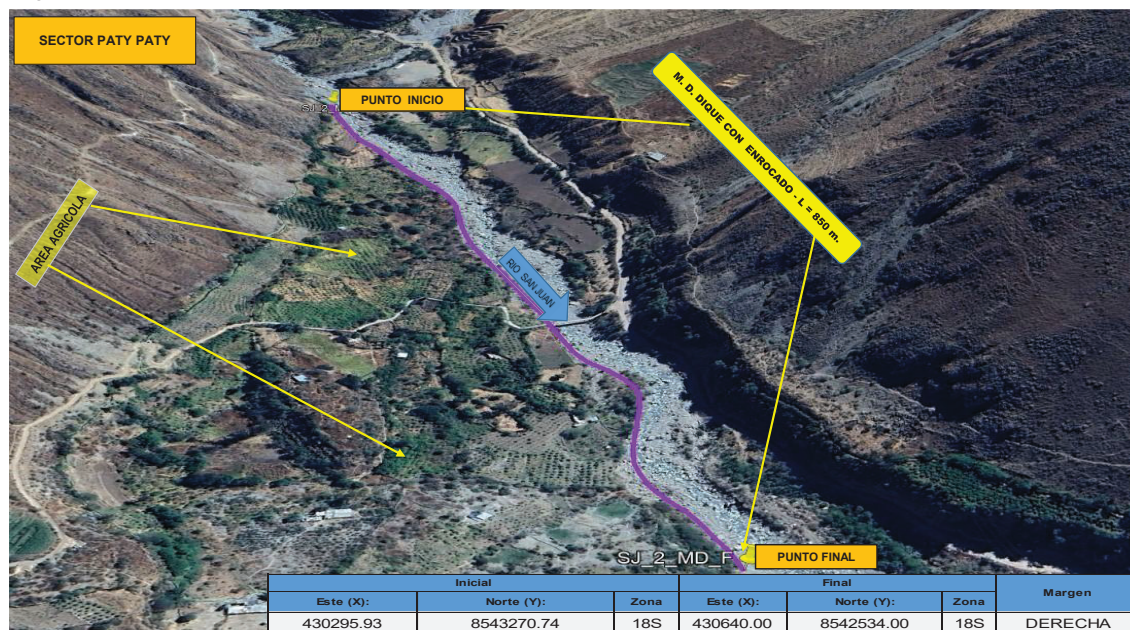 SECTOR PATY PATY
PUNTO INICIO
M. D. DIQUE CON ENROCADO - L = 850 m.
AREA AGRICOLA
RIO SAN JUAN
SJ_2_MD_F
PUNTO FINAL
Inicial Final Margen
Este (X): Norte (Y): Zona Este (X): Norte (Y): Zona
430295.93 8543270.74 18S 430640.00 8542534.00 18S DERECHA